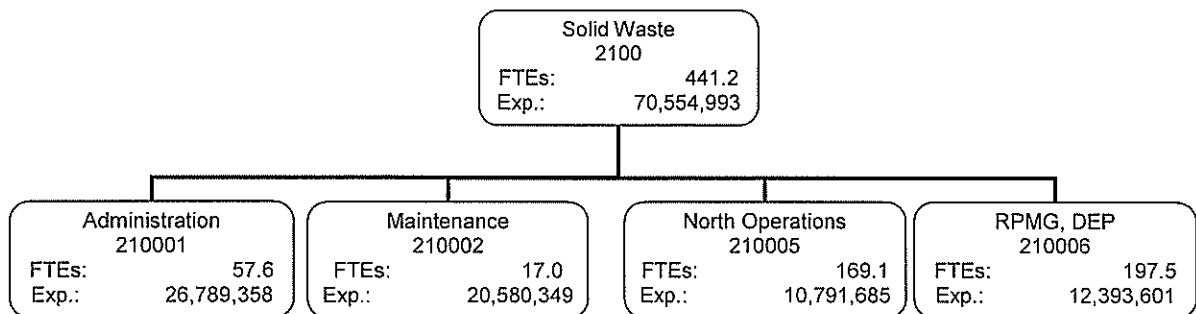 Solid Waste
2100
FTEs: 441.2
Exp.: 70,554,993
Administration
210001
FTEs: 57.6
Exp.: 26,789,358
Maintenance
210002
FTEs: 17.0
Exp.: 20,580,349
North Operations
210005
FTEs: 169.1
Exp.: 10,791,685
RPMG, DEP
210006
FTEs: 197.5
Exp.: 12,393,601